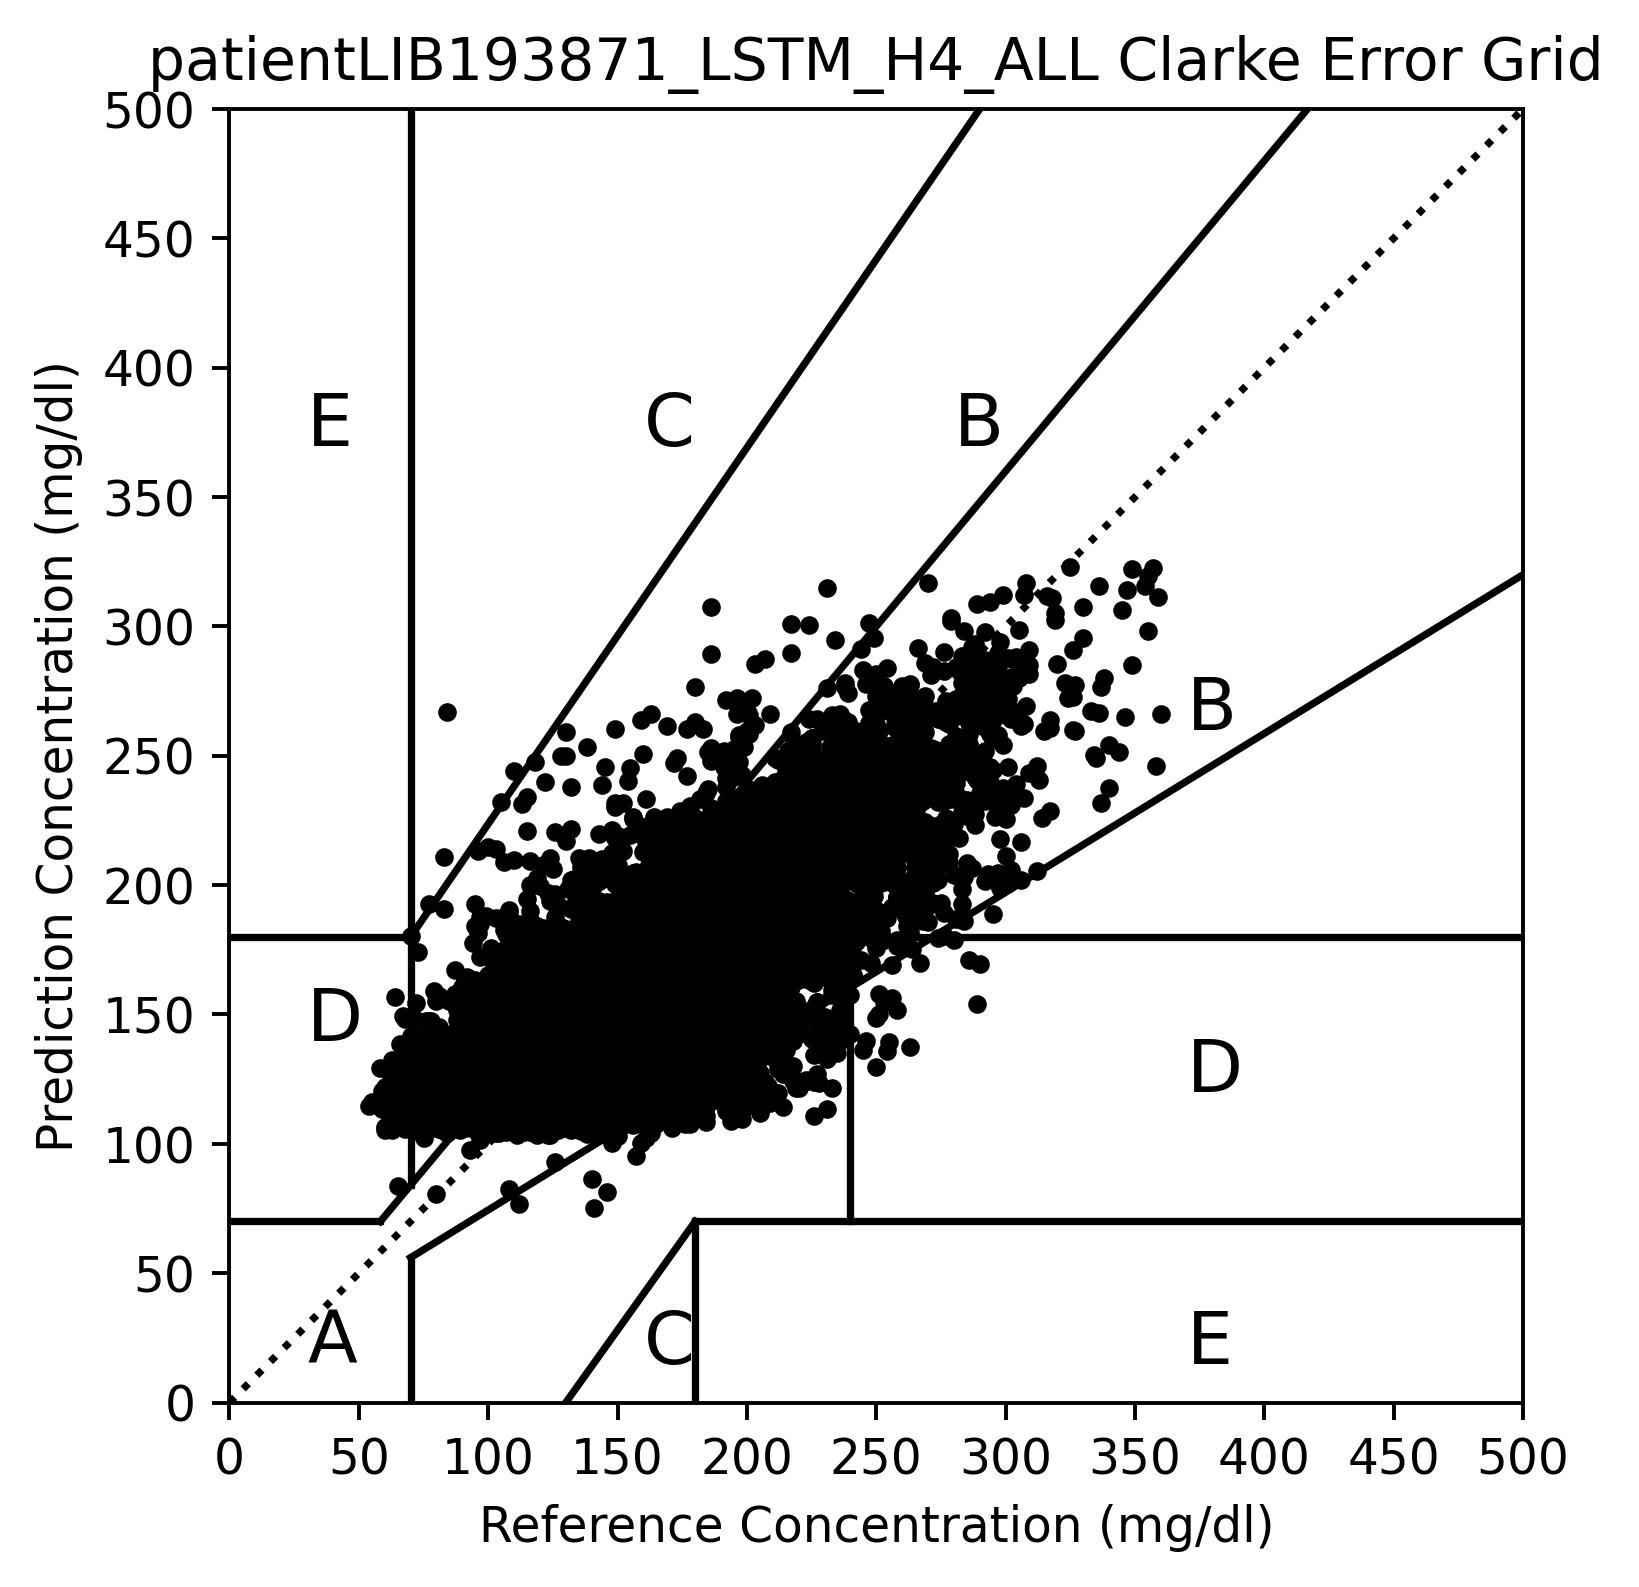 patientLIB193871_LSTM_H4_ALL Clarke Error Grid
500
450
400
350
300
250
200
150
100
50
0
Prediction Concentration (mg/dl)
E
C
B
B
D
D
A
C
E
0 50 100 150 200 250 300 350 400 450 500
Reference Concentration (mg/dl)